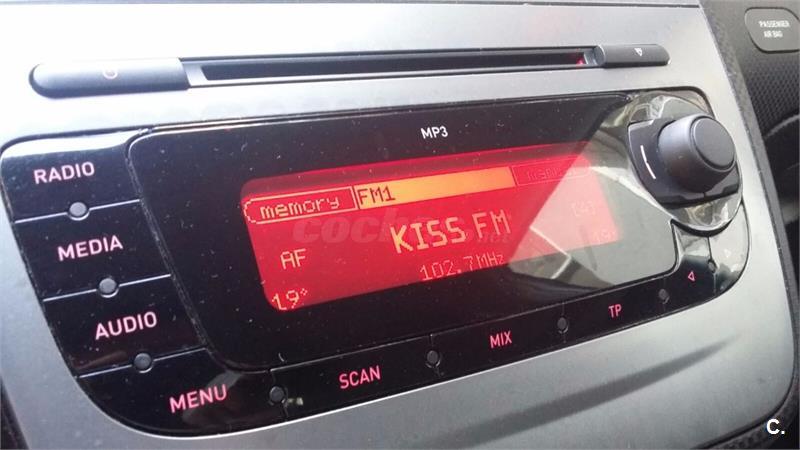 PASSENGER
AIR BAG
MP3
RADIO
MEDIA
AUDIO
MENU
SCAN
MIX
TP
memory FM1
KISS FM
AF
102.7MHz
19°
C.